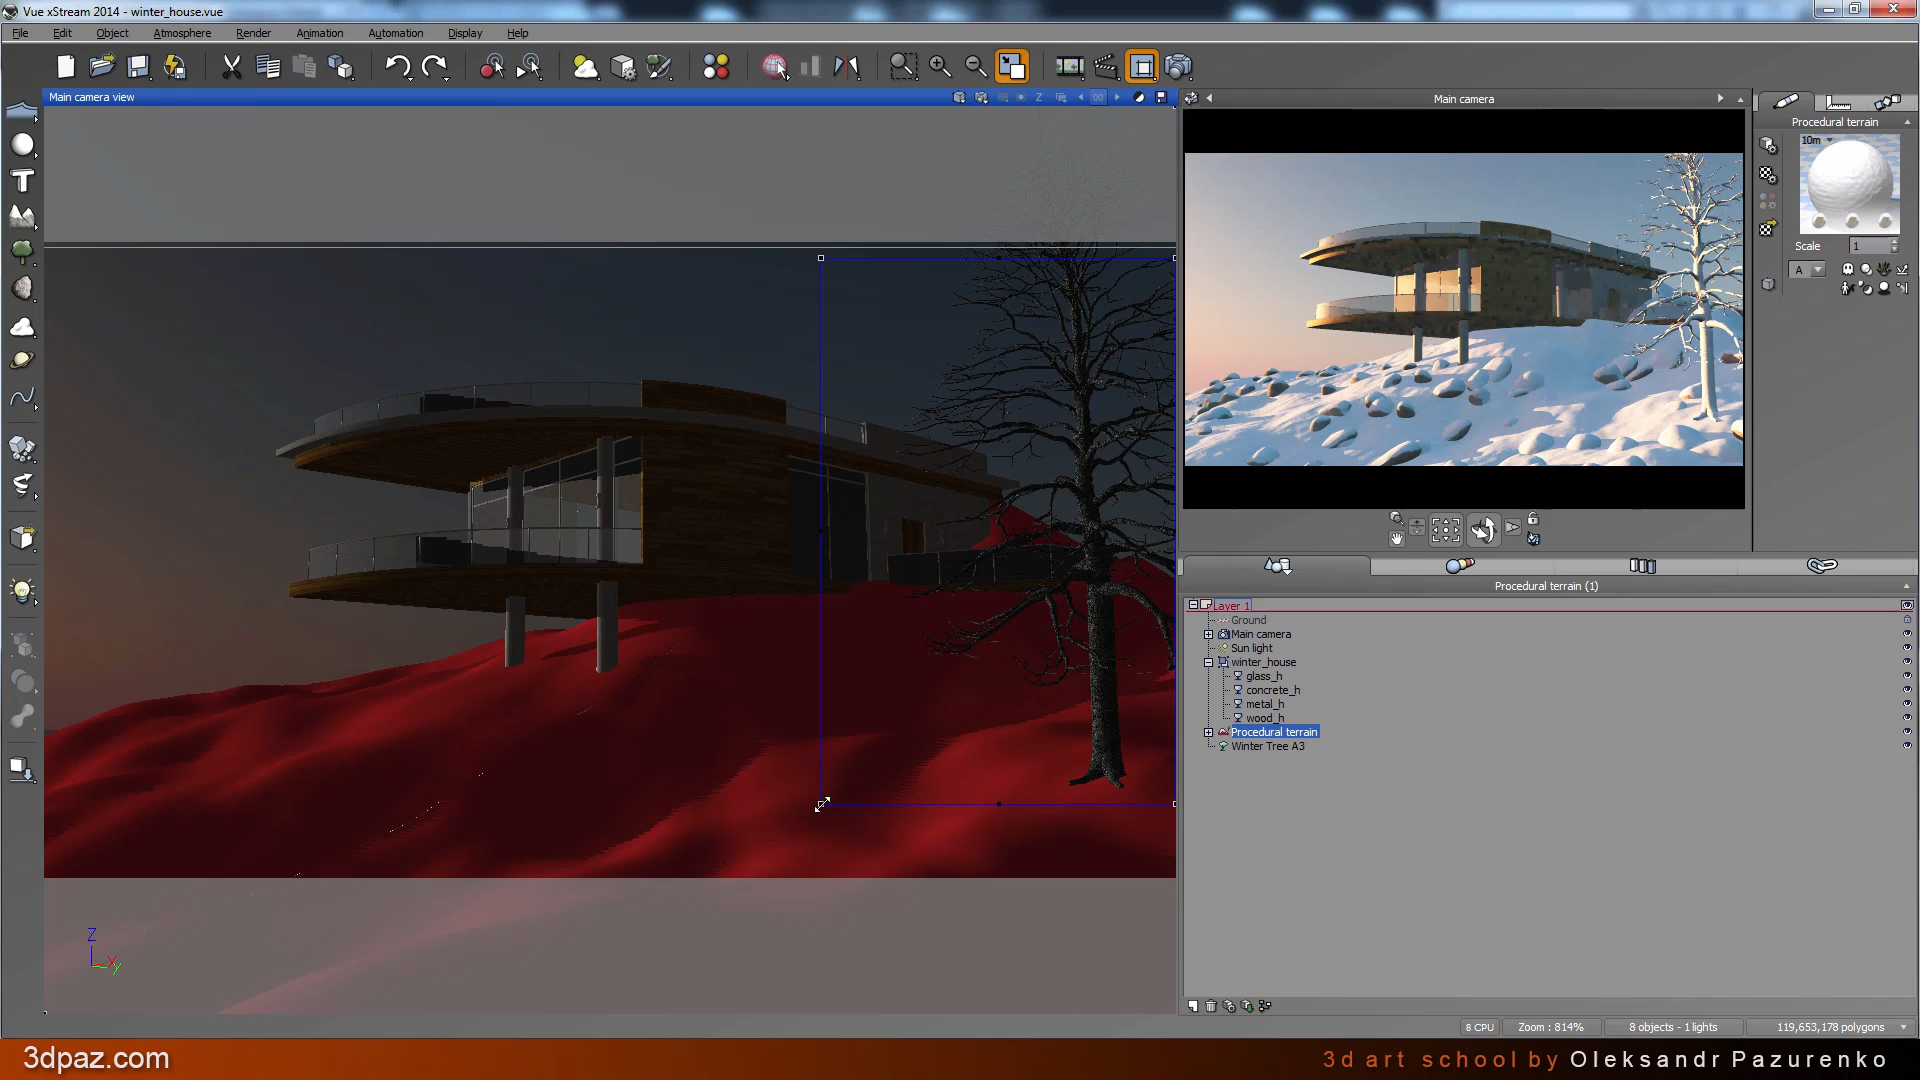 Vue xStream 2014 - winter_house.vue
File Edit Object Atmosphere Render Animation Automation Display Help
Main camera view
Z
Main camera
Procedural terrain
10m
Scale 1
A
Procedural terrain (1)
Layer 1
Ground
Main camera
Sun light
winter_house
glass_h
concrete_h
metal_h
wood_h
Procedural terrain
Winter Tree A3
Z
X
y
8 CPU Zoom : 814% 8 objects - 1 lights 119,653,178 polygons
3dpaz.com 3d art school by Oleksandr Pazurenko